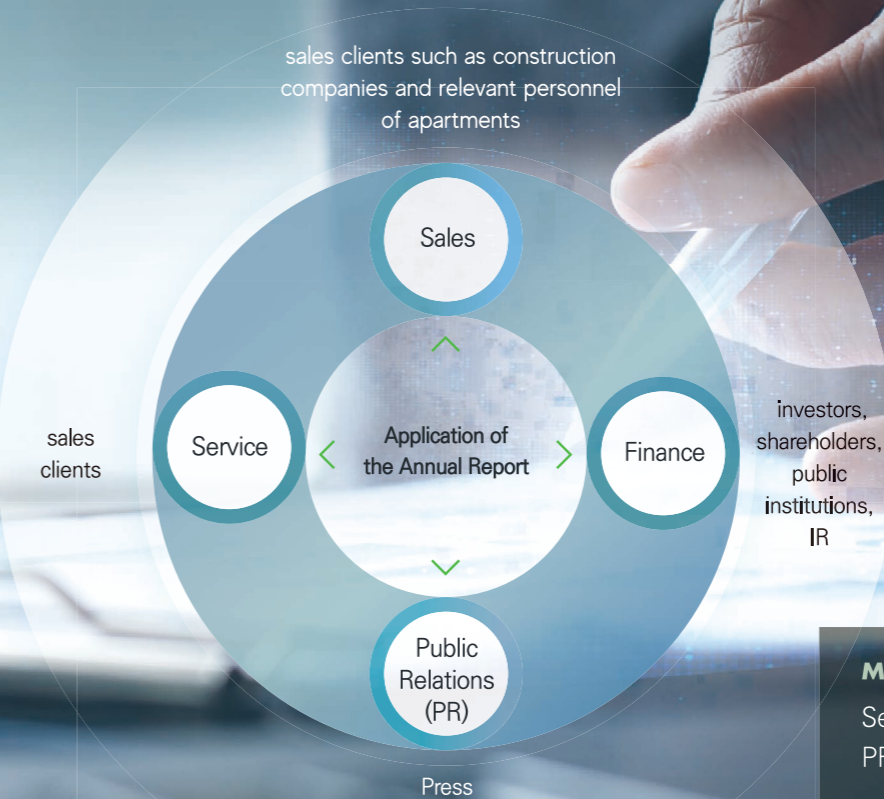 sales clients such as construction
companies and relevant personnel
of apartments
Sales
Service
Application of
the Annual Report
Finance
sales
clients
investors,
shareholders,
public
institutions,
IR
Public
Relations
(PR)
Press